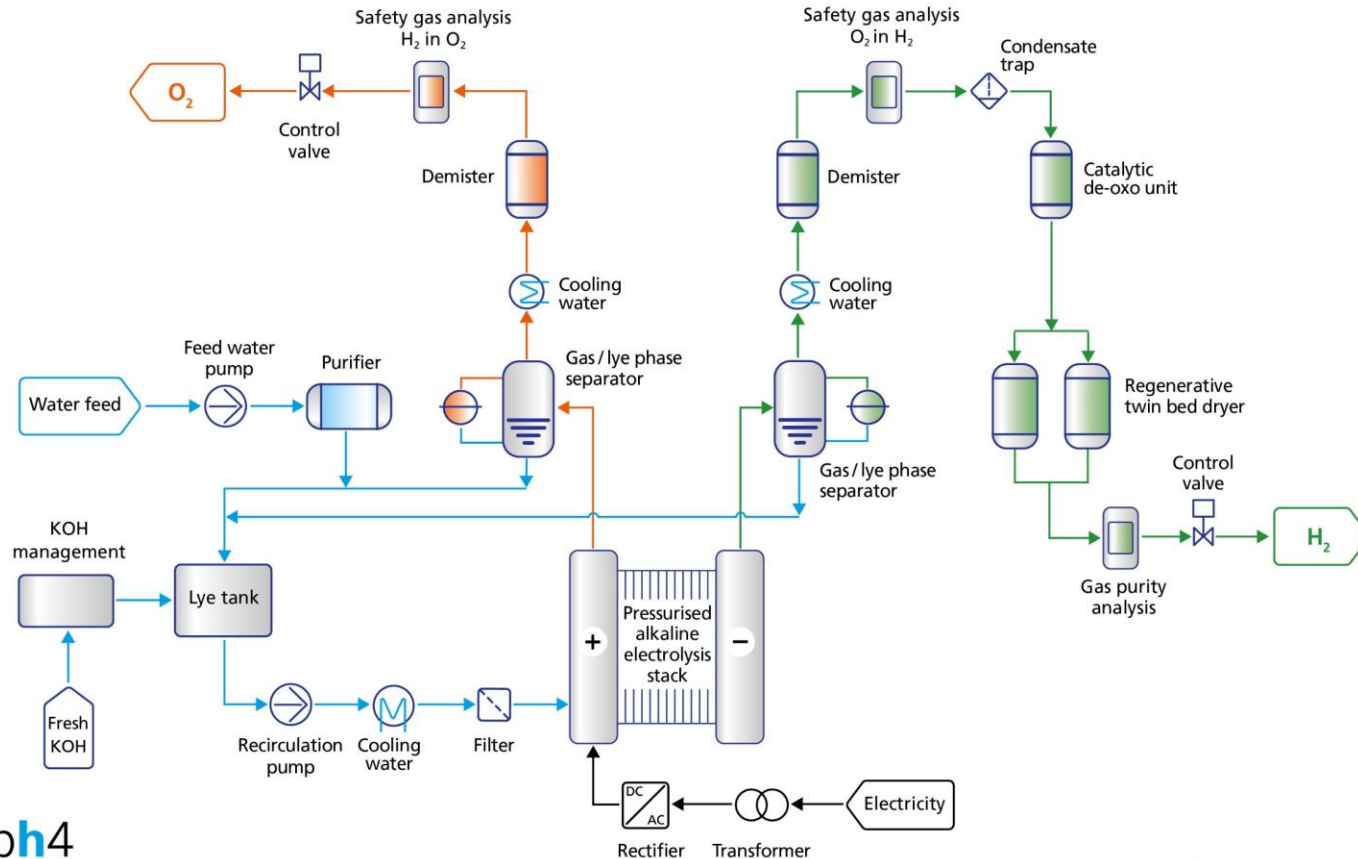 Safety gas analysis
H₂ in O₂
Safety gas analysis
O₂ in H₂
Condensate
trap
O₂
Control
valve
Demister
Demister
Catalytic
de-oxo unit
Cooling
water
Cooling
water
Feed water
pump
Purifier
Gas / lye phase
separator
Water feed
Regenerative
twin bed dryer
Gas / lye phase
separator
Control
valve
KOH
management
H₂
Lye tank
Gas purity
analysis
Pressurised
alkaline
electrolysis
stack
+
−
Fresh
KOH
Recirculation
pump
Cooling
water
Filter
DC
AC
Electricity
Rectifier
Transformer
h4